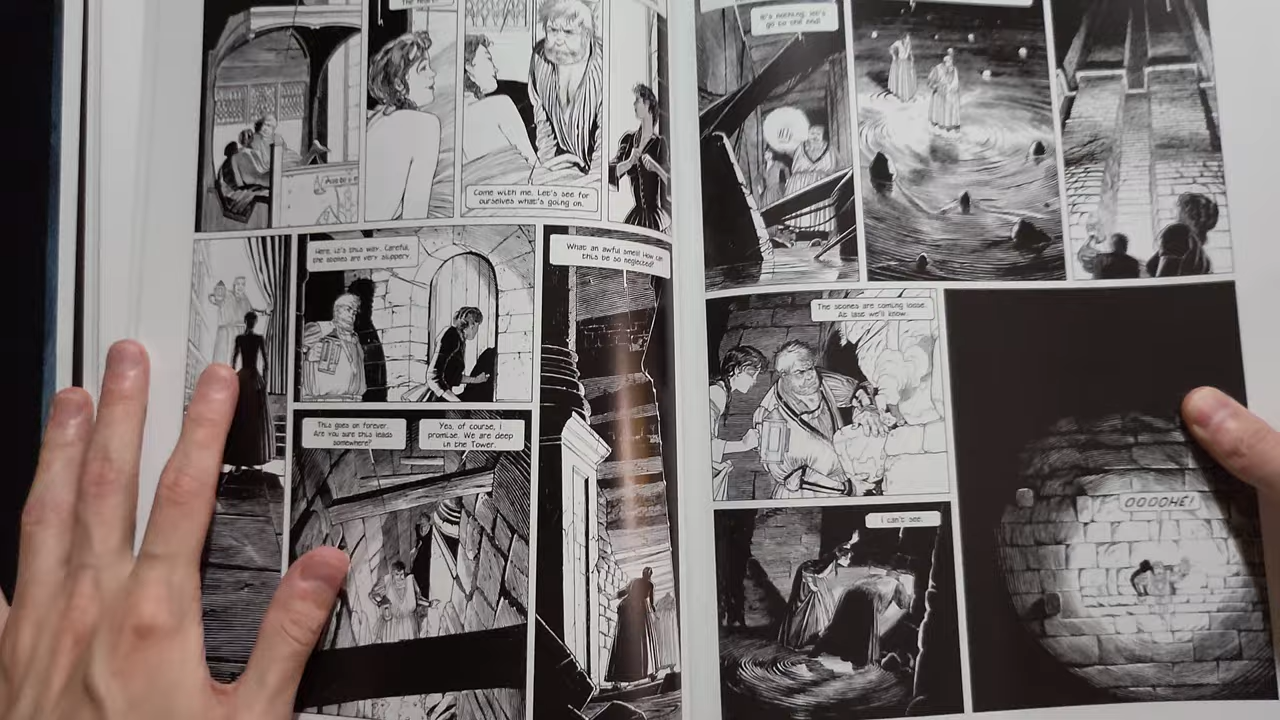 Come with me. Let's see for
ourselves what's going on.
Here, it's this way. Careful,
the stones are very slippery.
What an awful smell! How can
this be so neglected?
This goes on forever.
Are you sure this leads
somewhere?
Yes, of course, I
promise. We are deep
in the Tower.
It's nothing, let's
go to the end!
The stones are coming loose.
At last we'll know.
I can't see.
OOOOHÉ!